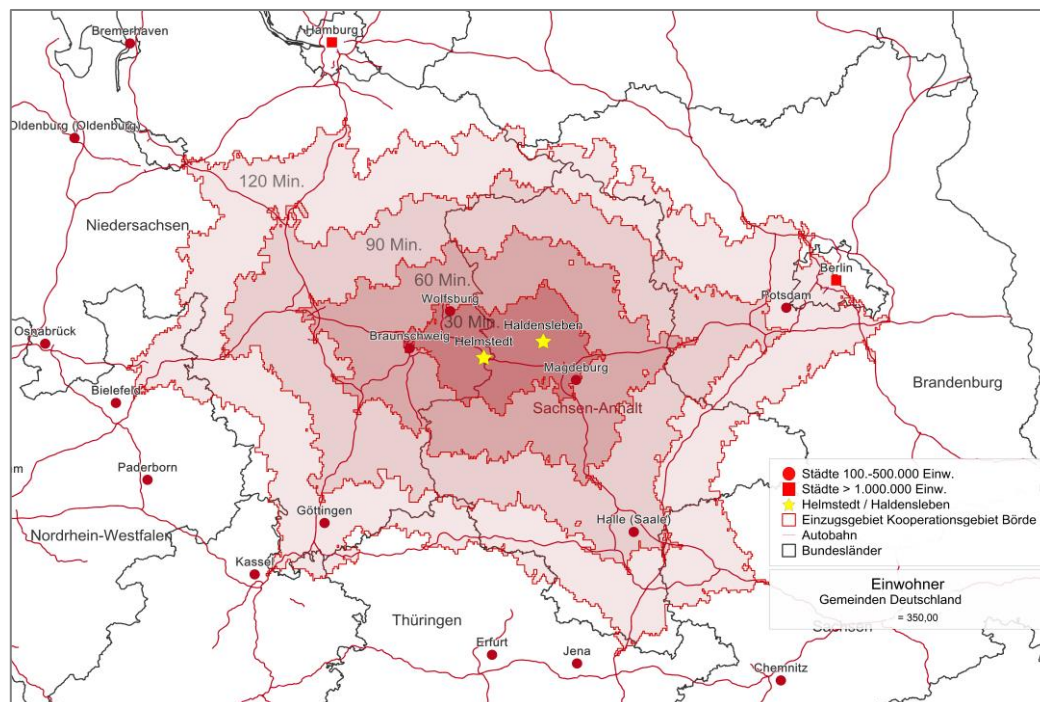 Hamburg
Bremerhaven
Oldenburg (Oldenburg)
120 Min.
Niedersachsen
90 Min.
Berlin
60 Min.
Potsdam
Wolfsburg
(30 Min.
Haldensleben
Osnabrück
Braunschweig
Helmstedt
Magdeburg
Brandenburg
Bielefeld
Sachsen-Anhalt
Paderborn
Städte 100.-500.000 Einw.
Städte > 1.000.000 Einw.
Helmstedt / Haldensleben
Göttingen
Halle (Saale)
Einzugsgebiet Kooperationsgebiet Börde
Nordrhein-Westfalen
Autobahn
Bundesländer
Kassel
Einwohner
Gemeinden Deutschland
= 350,00
Thüringen
Sachsen
Erfurt
Jena
Chemnitz